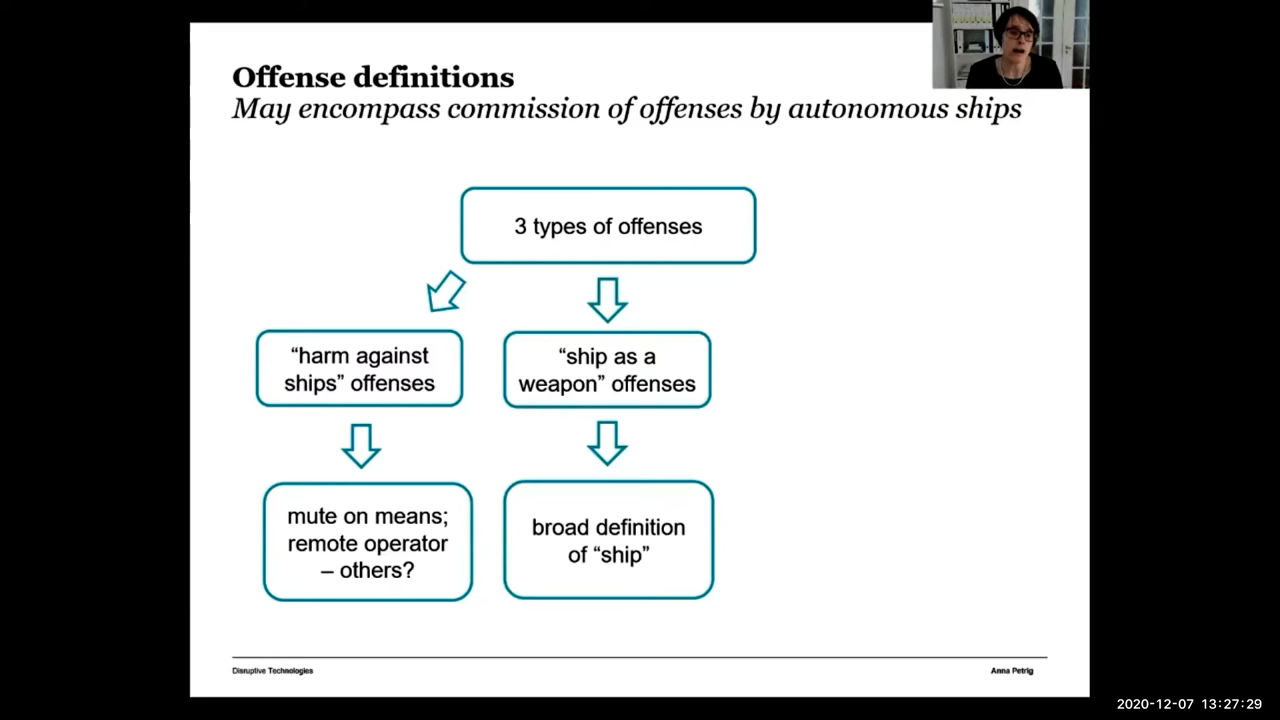 Offense definitions
May encompass commission of offenses by autonomous ships
3 types of offenses
“harm against
ships” offenses
“ship as a
weapon” offenses
mute on means;
remote operator
– others?
broad definition
of “ship”
Disruptive Technologies
Anna Petrig
2020-12-07 13:27:29